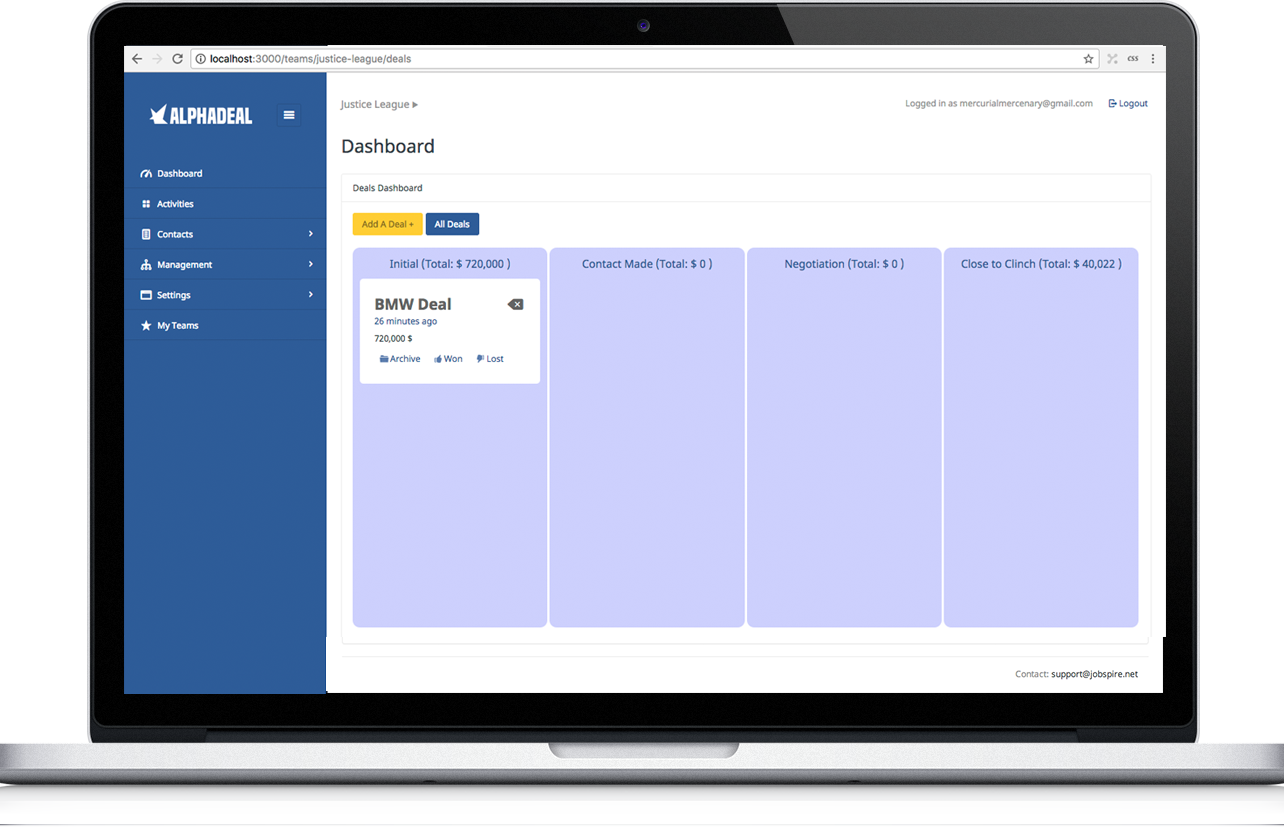 localhost:3000/teams/justice-league/deals
css
ALPHADEAL
Dashboard
Activities
Contacts
Management
Settings
My Teams
Justice League
Logged in as mercurialmercenary@gmail.com
Logout
Dashboard
Deals Dashboard
Add A Deal +
All Deals
Initial (Total: $ 720,000 )
BMW Deal
26 minutes ago
720,000 $
Archive Won Lost
Contact Made (Total: $ 0 )
Negotiation (Total: $ 0 )
Close to Clinch (Total: $ 40,022 )
Contact: support@jobspire.net